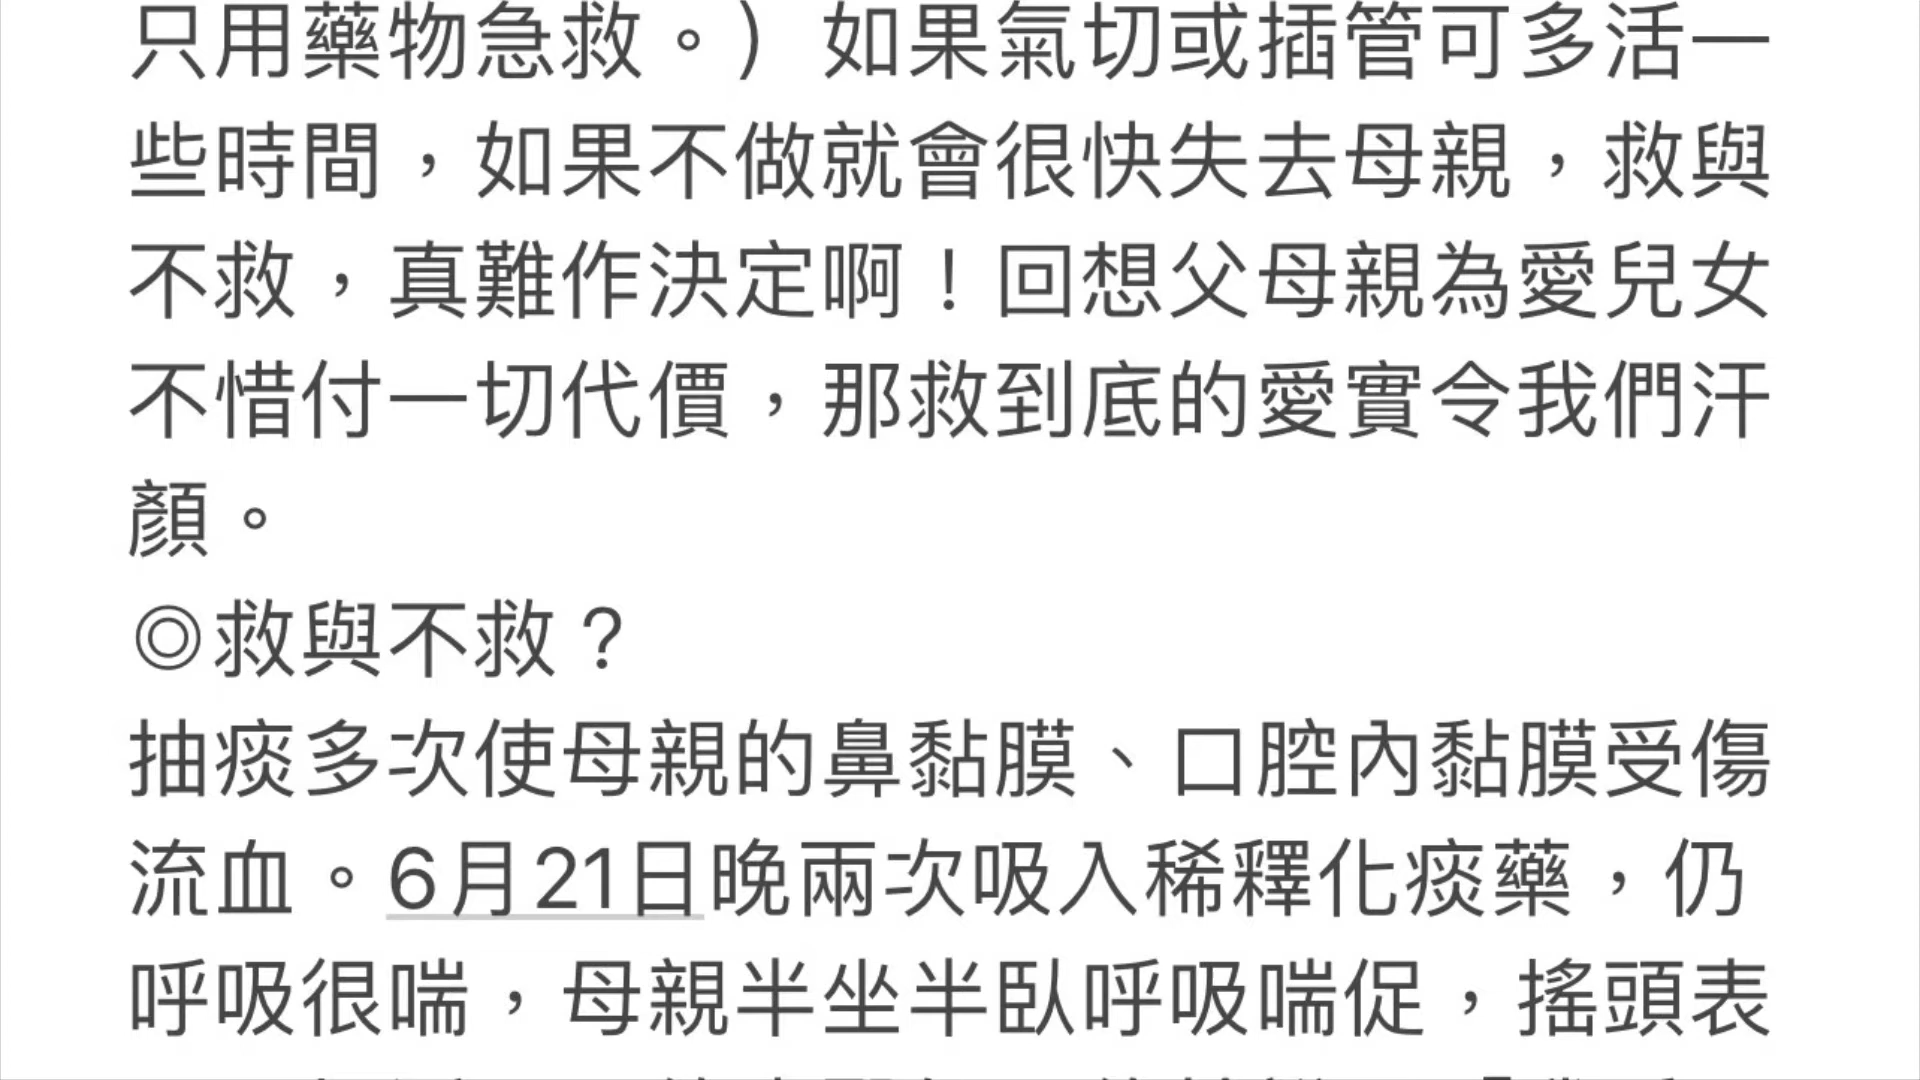 只用藥物急救。）如果氣切或插管可多活一
些時間，如果不做就會很快失去母親，救與
不救，真難作決定啊！回想父母親為愛兒女
不惜付一切代價，那救到底的愛實令我們汗
顏。
◎救與不救？
抽痰多次使母親的鼻黏膜、口腔內黏膜受傷
流血。6月21日晚兩次吸入稀釋化痰藥，仍
呼吸很喘，母親半坐半臥呼吸喘促，搖頭表